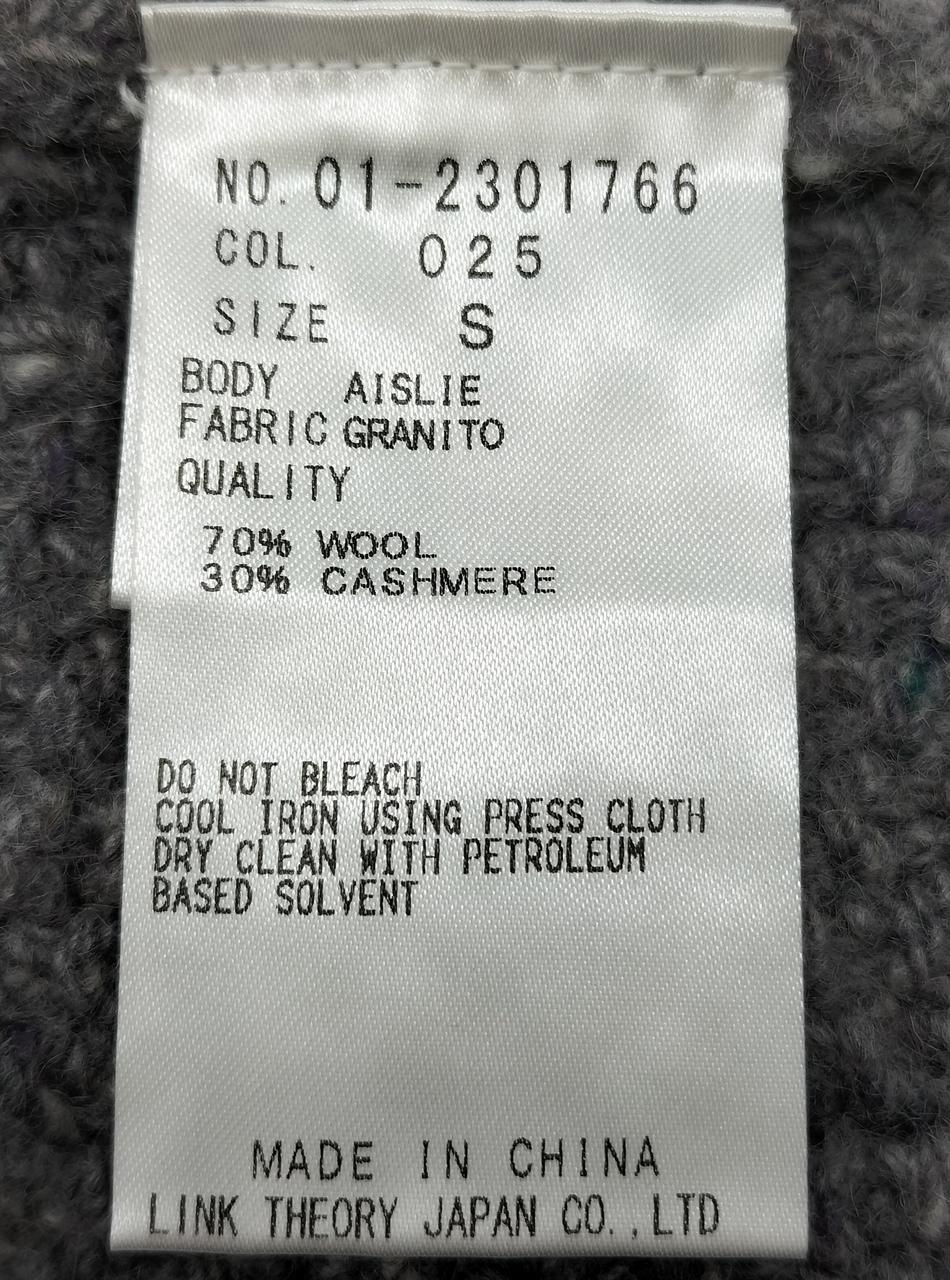 NO. 01-2301766
COL. 025
SIZE S
BODY AISLIE
FABRIC GRANITO
QUALITY
70% WOOL
30% CASHMERE
DO NOT BLEACH
COOL IRON USING PRESS CLOTH
DRY CLEAN WITH PETROLEUM
BASED SOLVENT
MADE IN CHINA
LINK THEORY JAPAN CO.,LTD